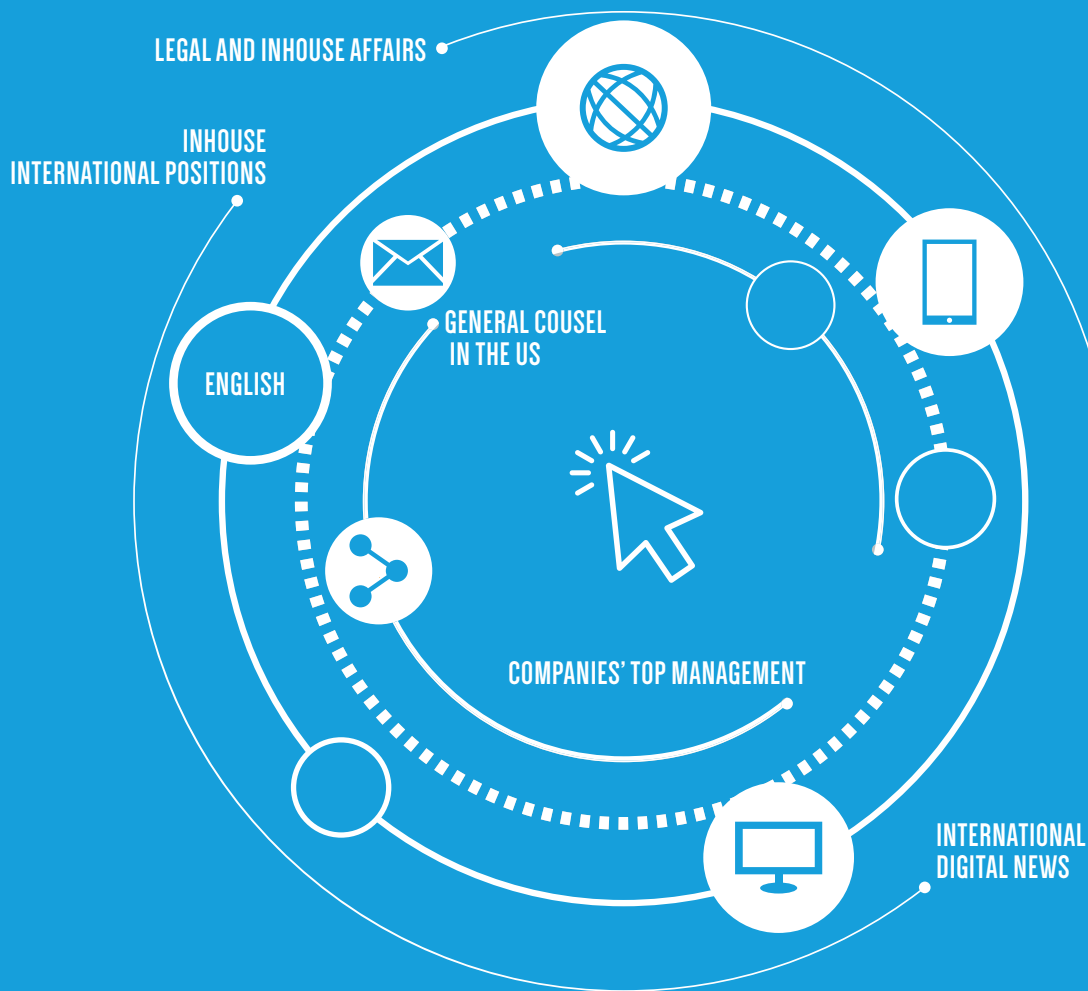 LEGAL AND INHOUSE AFFAIRS
INHOUSE
INTERNATIONAL POSITIONS
GENERAL COUSEL
IN THE US
ENGLISH
COMPANIES' TOP MANAGEMENT
INTERNATIONAL
DIGITAL NEWS